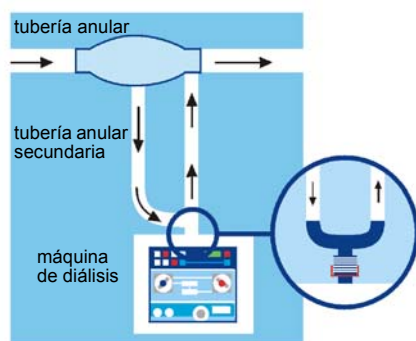 tubería anular
tubería anular
secundaria
máquina
de diálisis